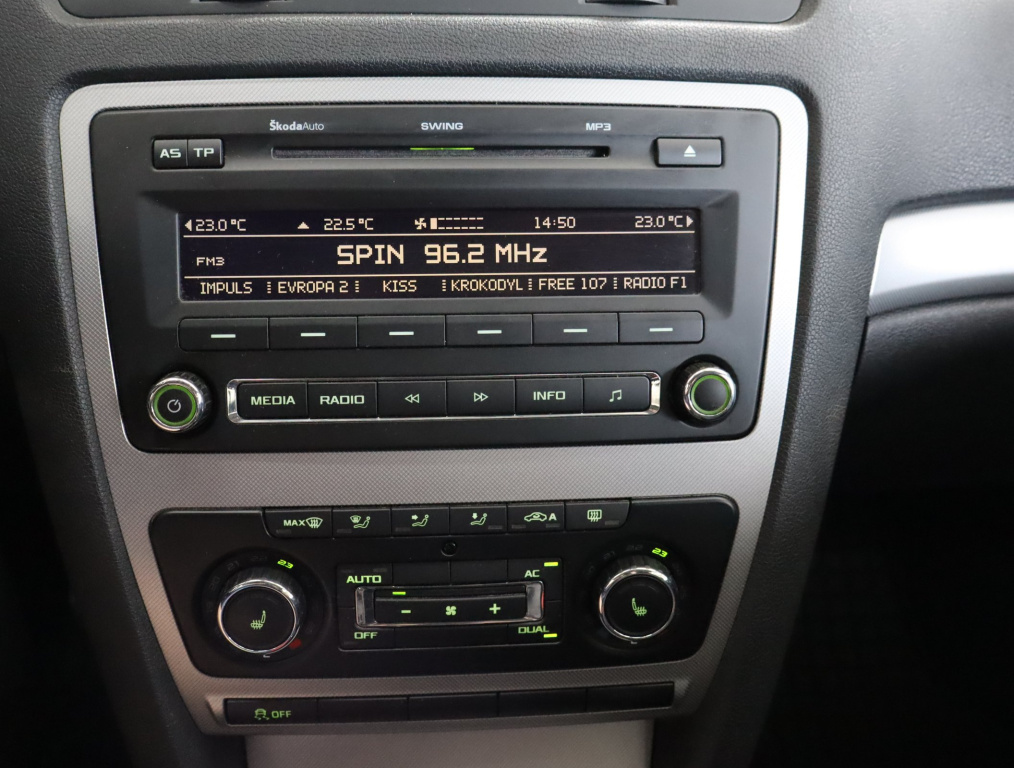 ŠkodaAuto SWING MP3
AS TP
23.0°C 22.5°C 14:50 23.0°C
FM3 SPIN 96.2 MHz
IMPULS EVROPA 2 KISS KROKODYL FREE 107 RADIO F1
MEDIA RADIO INFO
MAX A
23 23
AUTO AC
- +
OFF DUAL
OFF